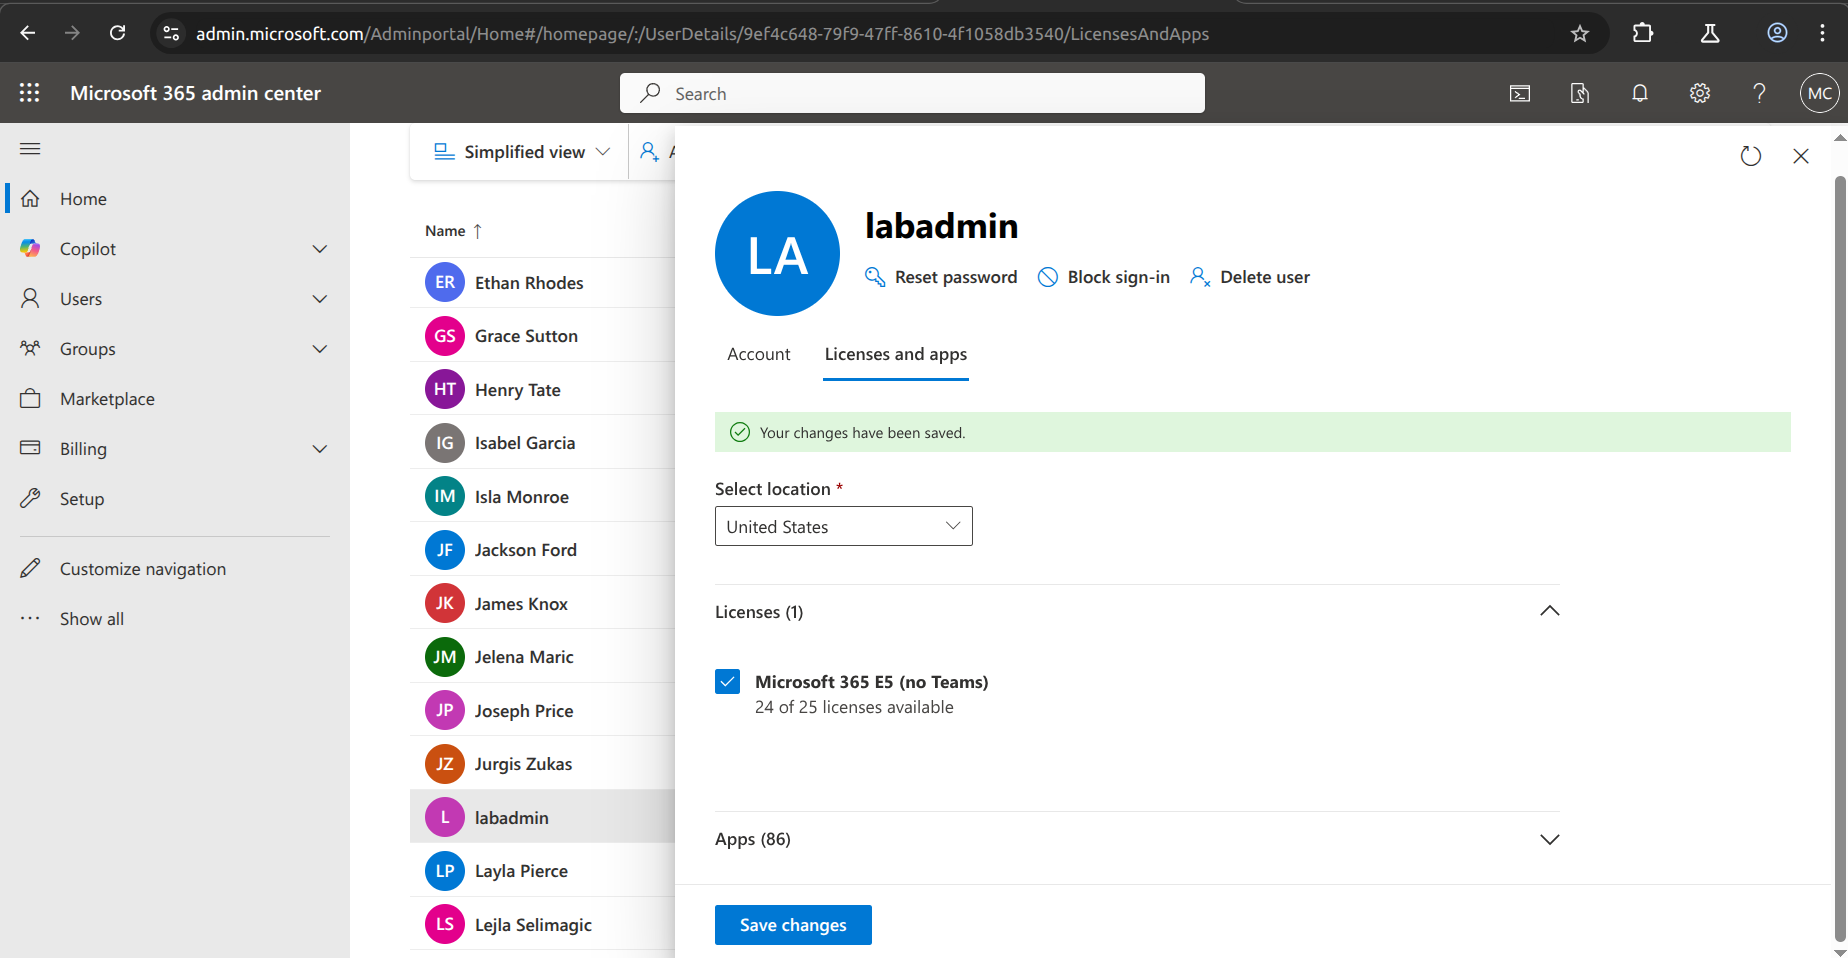 admin.microsoft.com/Adminportal/Home#/homepage/:/UserDetails/9ef4c648-79f9-47ff-8610-4f1058db3540/LicensesAndApps
Microsoft 365 admin center
Search
MC
Home
Copilot
Users
Groups
Marketplace
Billing
Setup
Customize navigation
Show all
Simplified view
Name ↑
ER Ethan Rhodes
GS Grace Sutton
HT Henry Tate
IG Isabel Garcia
IM Isla Monroe
JF Jackson Ford
JK James Knox
JM Jelena Maric
JP Joseph Price
JZ Jurgis Zukas
L labadmin
LP Layla Pierce
LS Lejla Selimagic
LA
labadmin
Reset password Block sign-in Delete user
Account Licenses and apps
Your changes have been saved.
Select location *
United States
Licenses (1)
Microsoft 365 E5 (no Teams)
24 of 25 licenses available
Apps (86)
Save changes